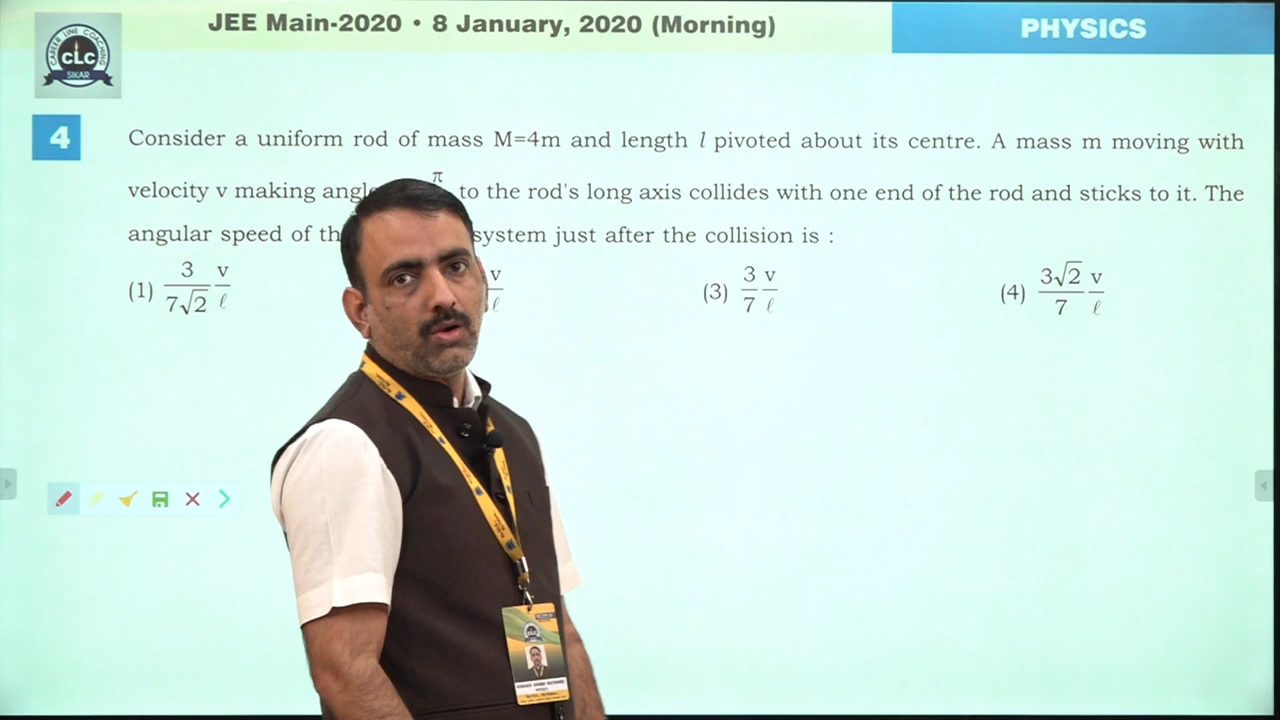 JEE Main-2020 • 8 January, 2020 (Morning)
PHYSICS
CAREER LINE COACHING
CLC
SIKAR
4
Consider a uniform rod of mass M=4m and length l pivoted about its centre. A mass m moving with
velocity v making angle π to the rod's long axis collides with one end of the rod and sticks to it. The
angular speed of th system just after the collision is :
(1) 3/7√2 v/ℓ
v/ℓ
(3) 3/7 v/ℓ
(4) 3√2/7 v/ℓ
CLC